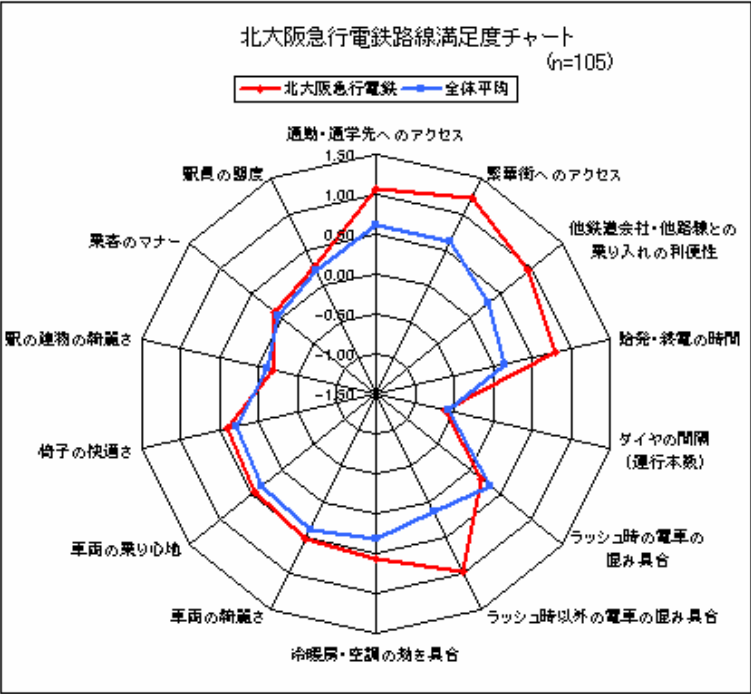 北大阪急行電鉄路線満足度チャート
(n=105)
北大阪急行電鉄
全体平均
通勤・通学先へのアクセス
繁華街へのアクセス
他鉄道会社・他路線との
乗り入れの利便性
始発・終電の時間
ダイヤの間隔
(運行本数)
ラッシュ時の電車の
混み具合
ラッシュ時以外の電車の混み具合
冷暖房・空調の効き具合
車両の綺麗さ
車両の乗り心地
椅子の快適さ
駅の建物の綺麗さ
乗客のマナー
駅員の態度
1.50
1.00
0.50
0.00
-0.50
-1.00
-1.50